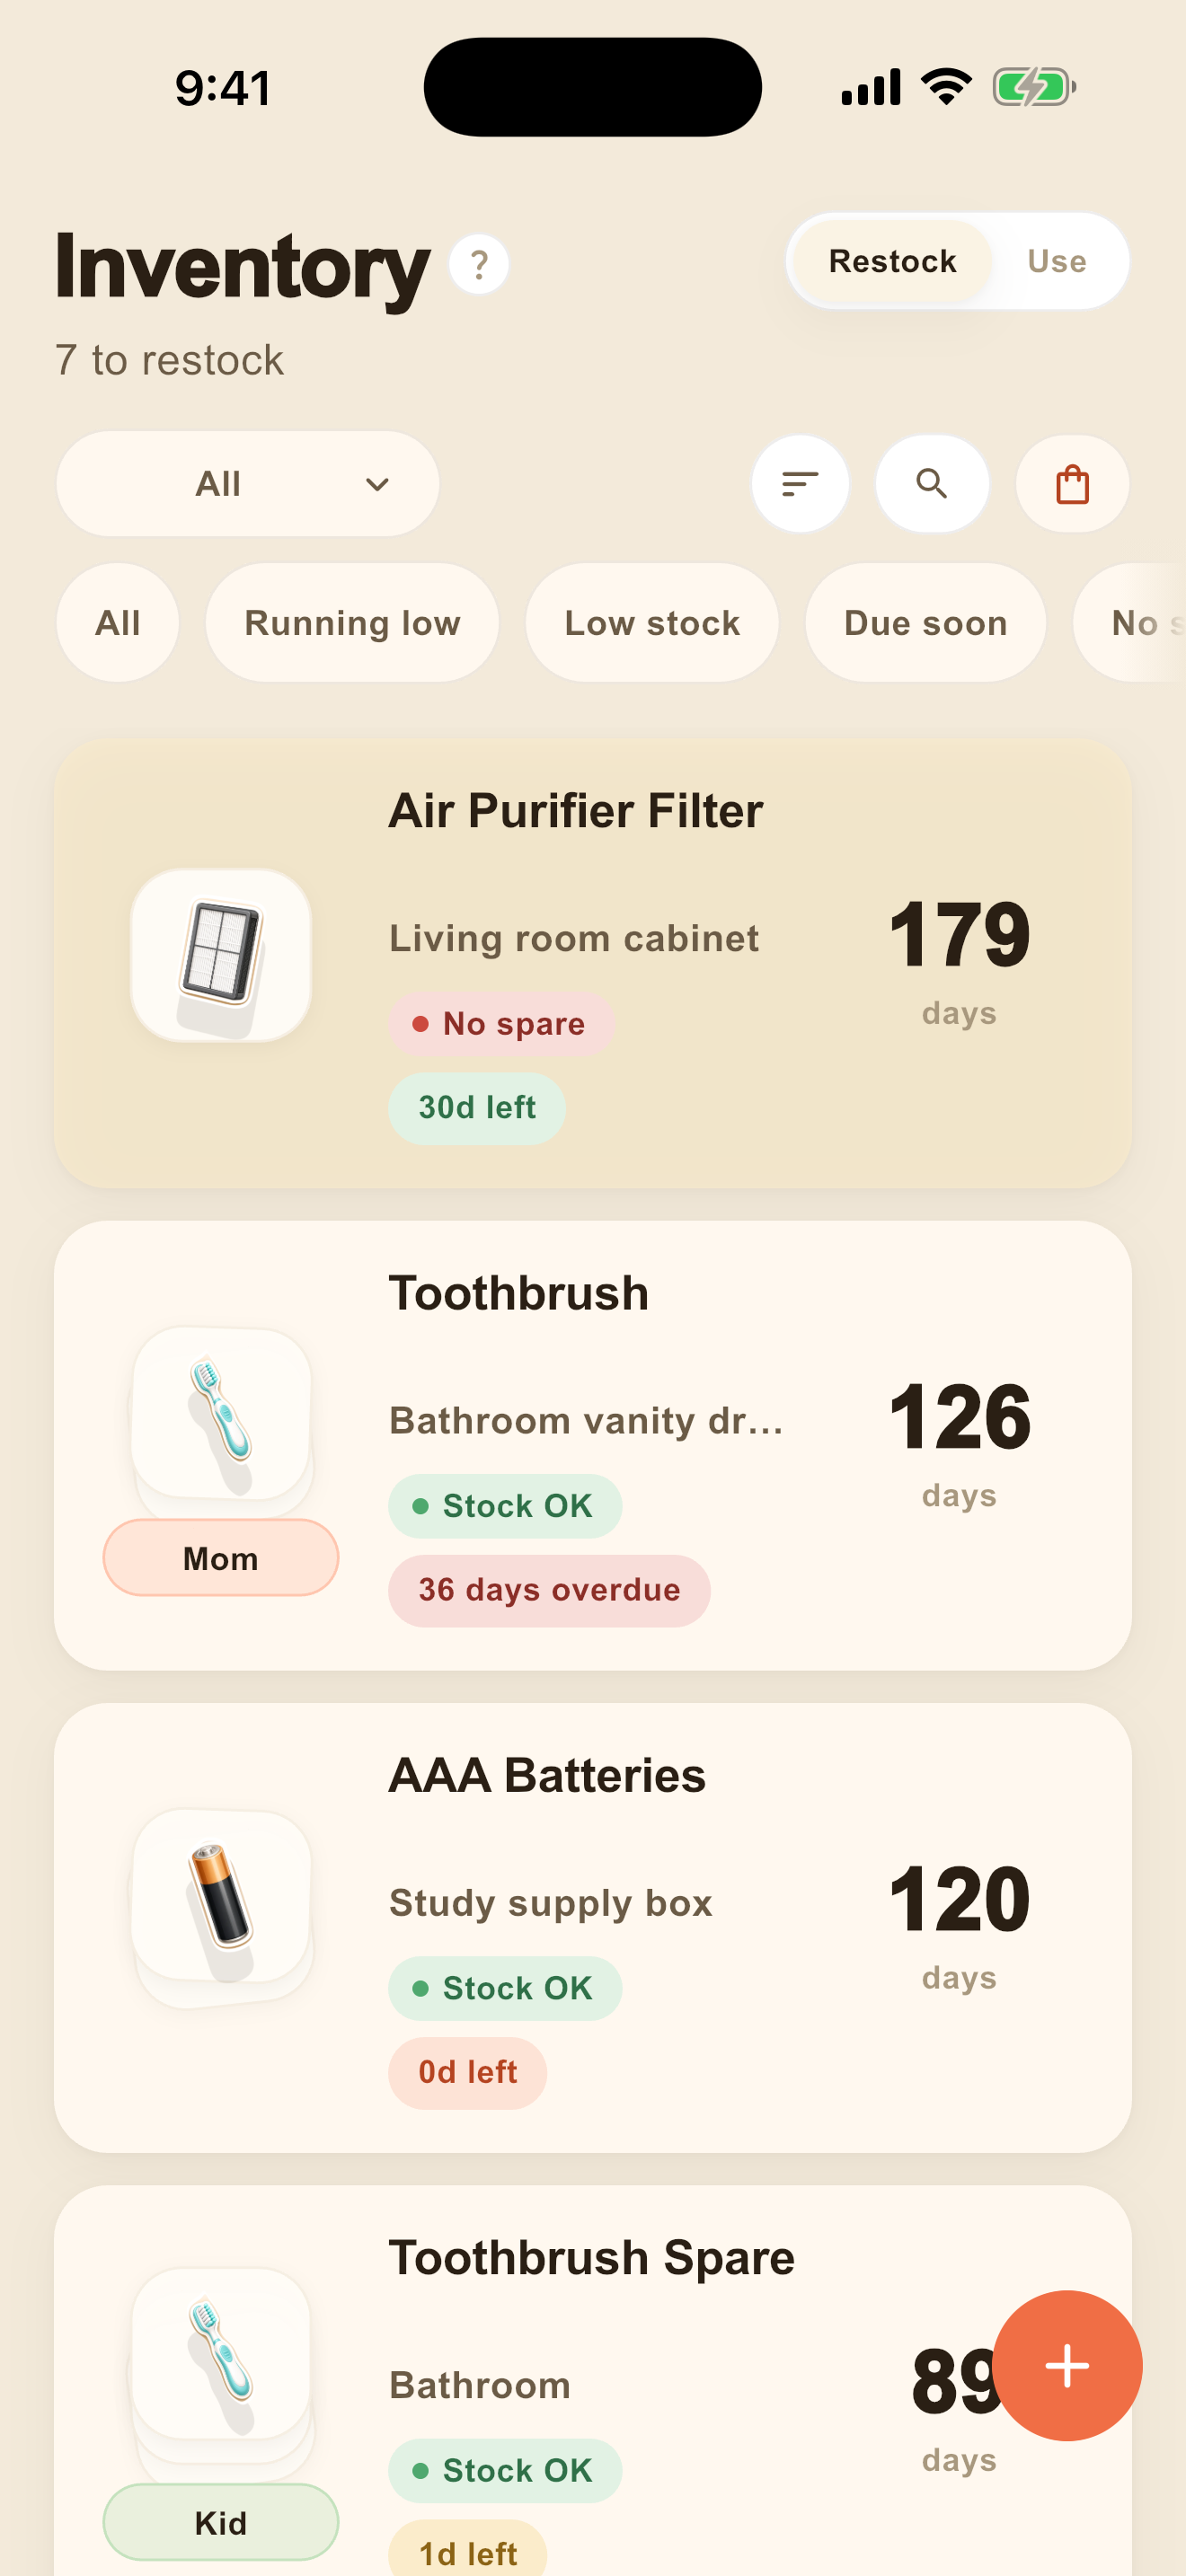 9:41
Inventory ?
Restock Use
7 to restock
All
All Running low Low stock Due soon No
Air Purifier Filter
Living room cabinet
179
days
No spare
30d left
Toothbrush
Bathroom vanity dr...
126
days
Stock OK
Mom
36 days overdue
AAA Batteries
Study supply box
120
days
Stock OK
0d left
Toothbrush Spare
Bathroom
89
days
Stock OK
Kid
1d left